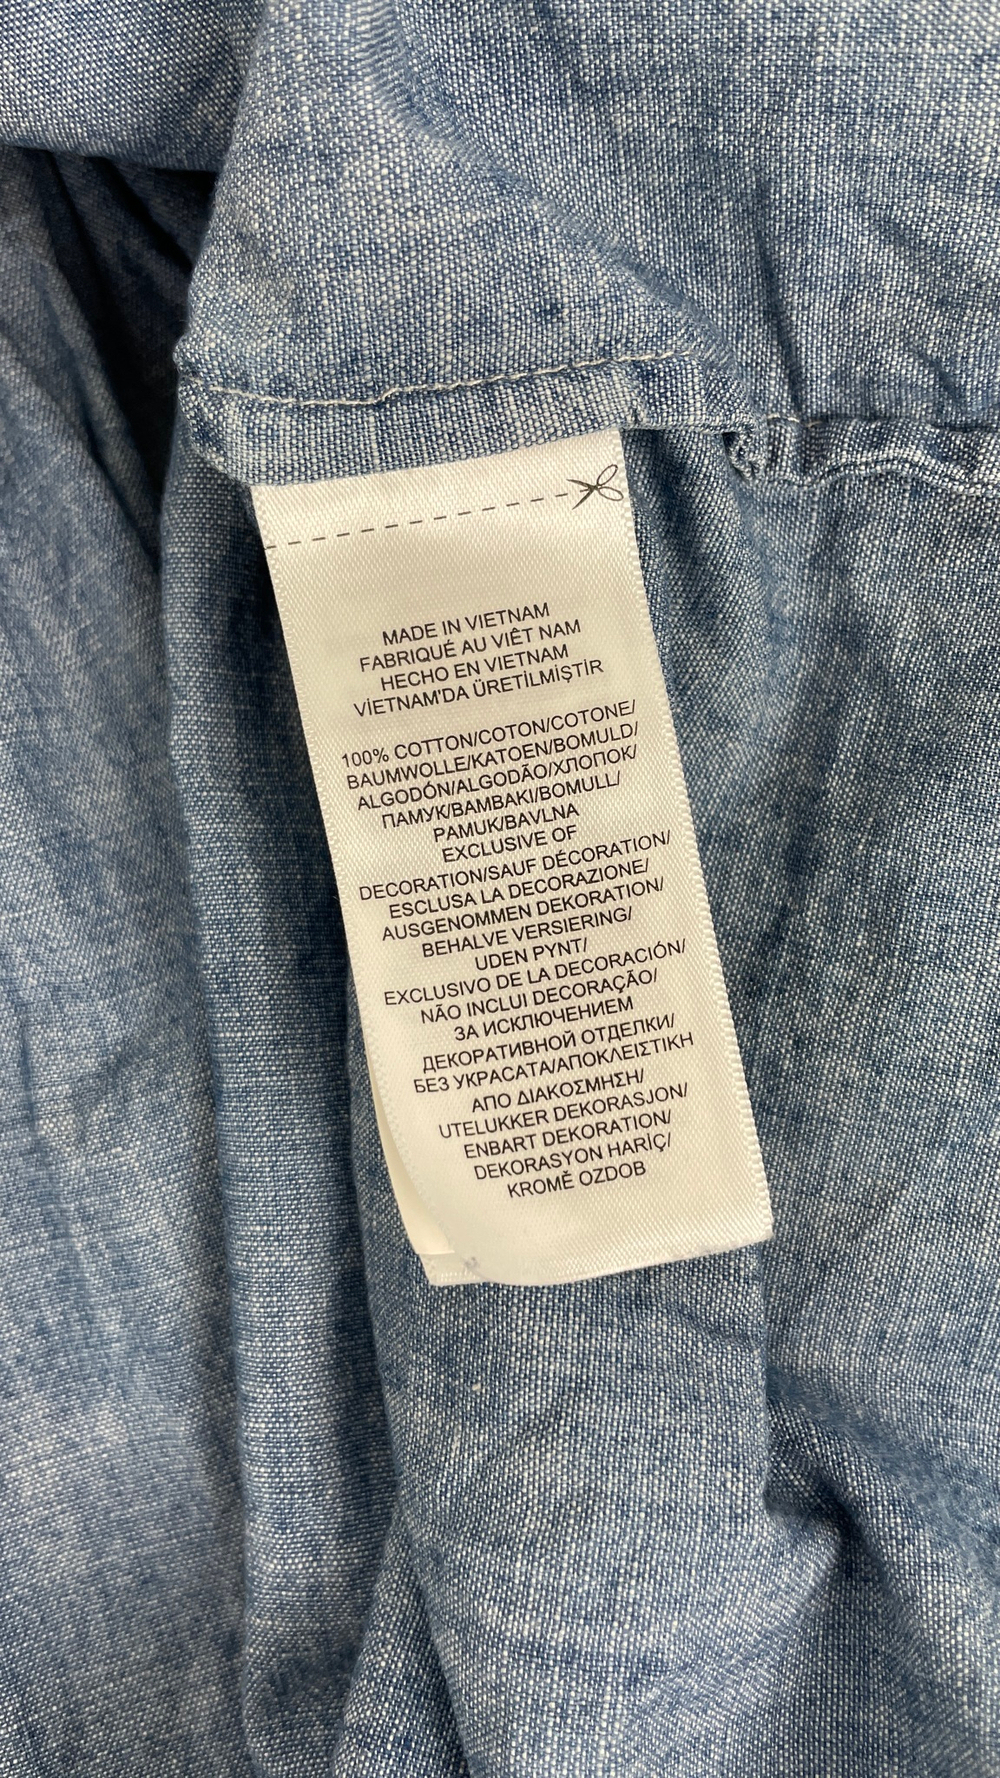 MADE IN VIETNAM
FABRIQUÉ AU VIÊT NAM
HECHO EN VIETNAM
VİETNAM'DA ÜRETİLMİŞTİR
100% COTTON/COTON/COTONE/
BAUMWOLLE/KATOEN/BOMULD/
ALGODÓN/ALGODÃO/ХЛОПОК/
ПАМУК/ΒΑΜΒΑΚΙ/BOMULL/
PAMUK/BAVLNA
EXCLUSIVE OF
DECORATION/SAUF DÉCORATION/
ESCLUSA LA DECORAZIONE/
AUSGENOMMEN DEKORATION/
BEHALVE VERSIERING/
UDEN PYNT/
EXCLUSIVO DE LA DECORACIÓN/
NÃO INCLUI DECORAÇÃO/
ЗА ИСКЛЮЧЕНИЕМ
ДЕКОРАТИВНОЙ ОТДЕЛКИ/
БЕЗ УКРАСАТА/ΑΠΟΚΛΕΙΣΤΙΚΗ
ΑΠΟ ΔΙΑΚΟΣΜΗΣΗ/
UTELUKKER DEKORASJON/
ENBART DEKORATION/
DEKORASYON HARİÇ/
KROMĚ OZDOB